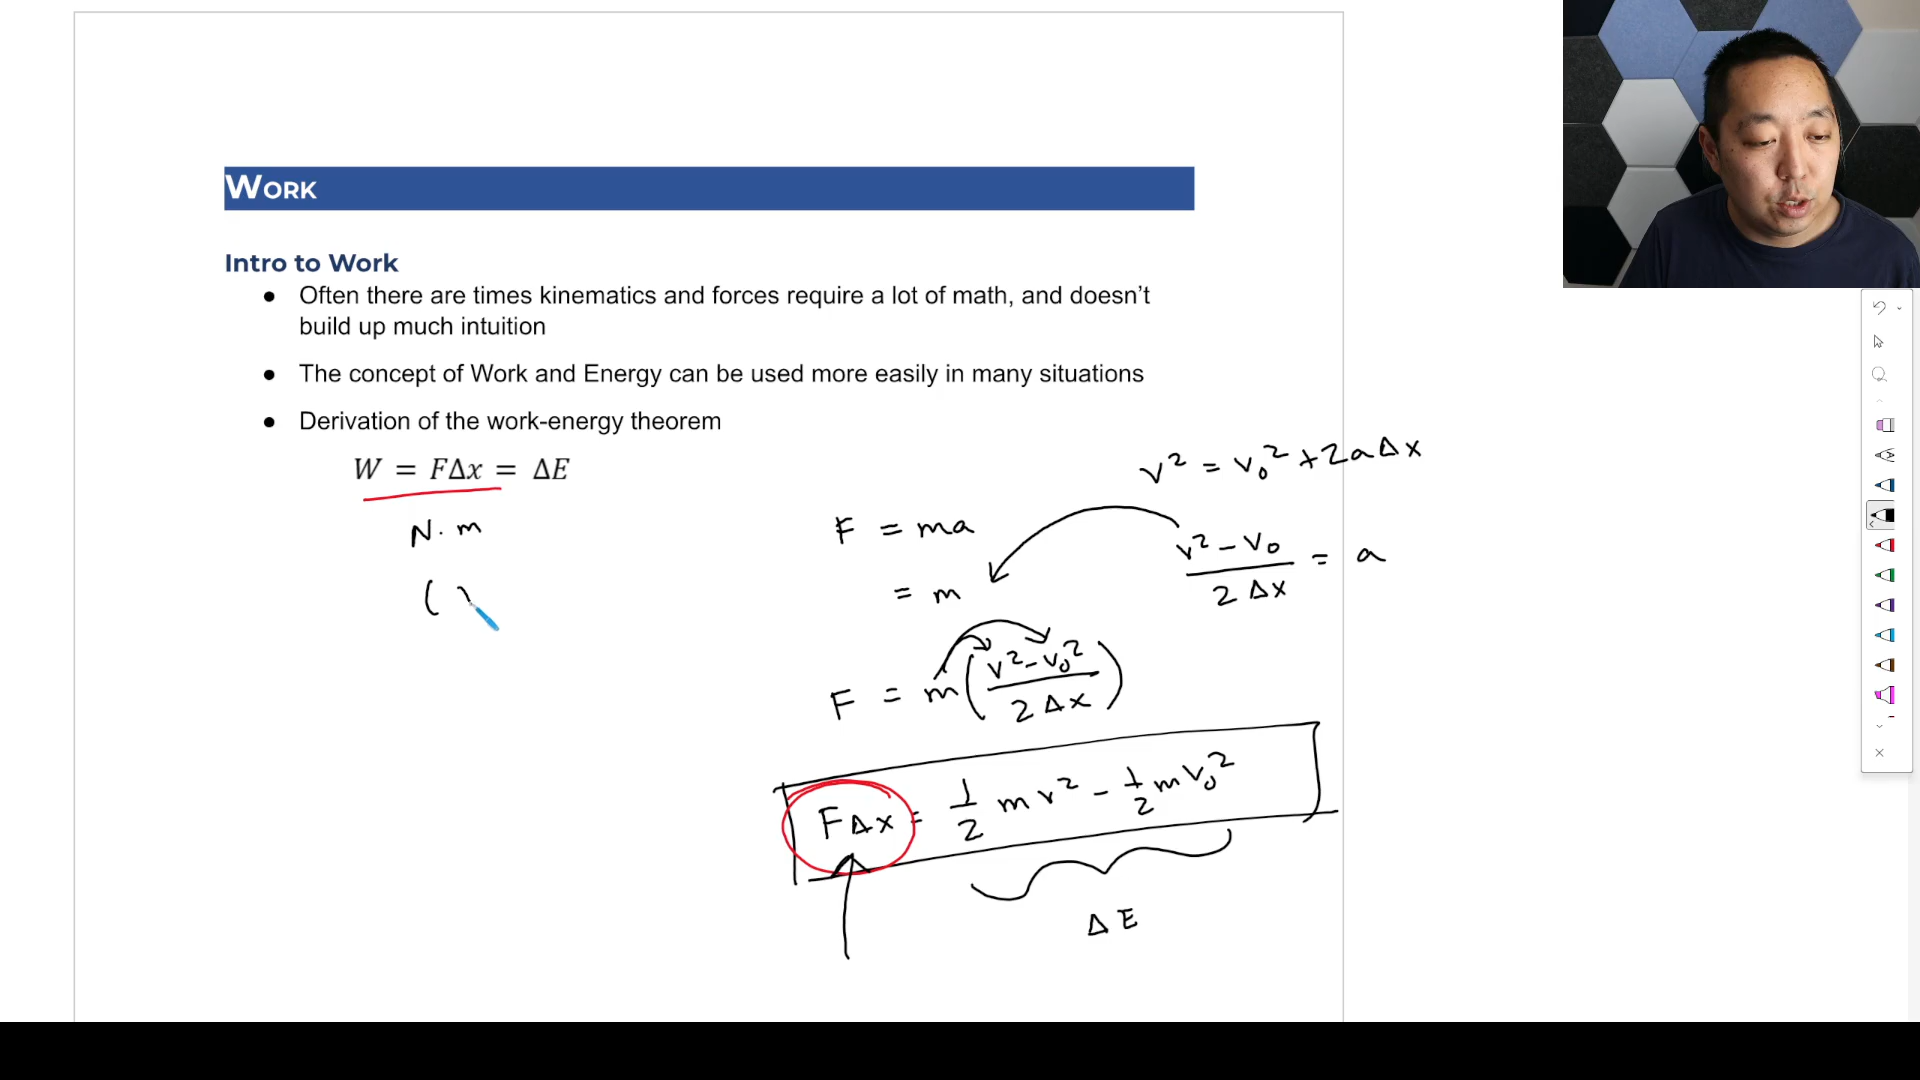 WORK
Intro to Work
● Often there are times kinematics and forces require a lot of math, and doesn't
build up much intuition
● The concept of Work and Energy can be used more easily in many situations
● Derivation of the work-energy theorem
W = FΔx = ΔE
N·m
( )
v² = v₀² + 2aΔx
F = ma
(v² - v₀)/(2Δx) = a
= m
F = m((v² - v₀²)/(2Δx))
FΔx = 1/2 mv² - 1/2 mv₀²
ΔE